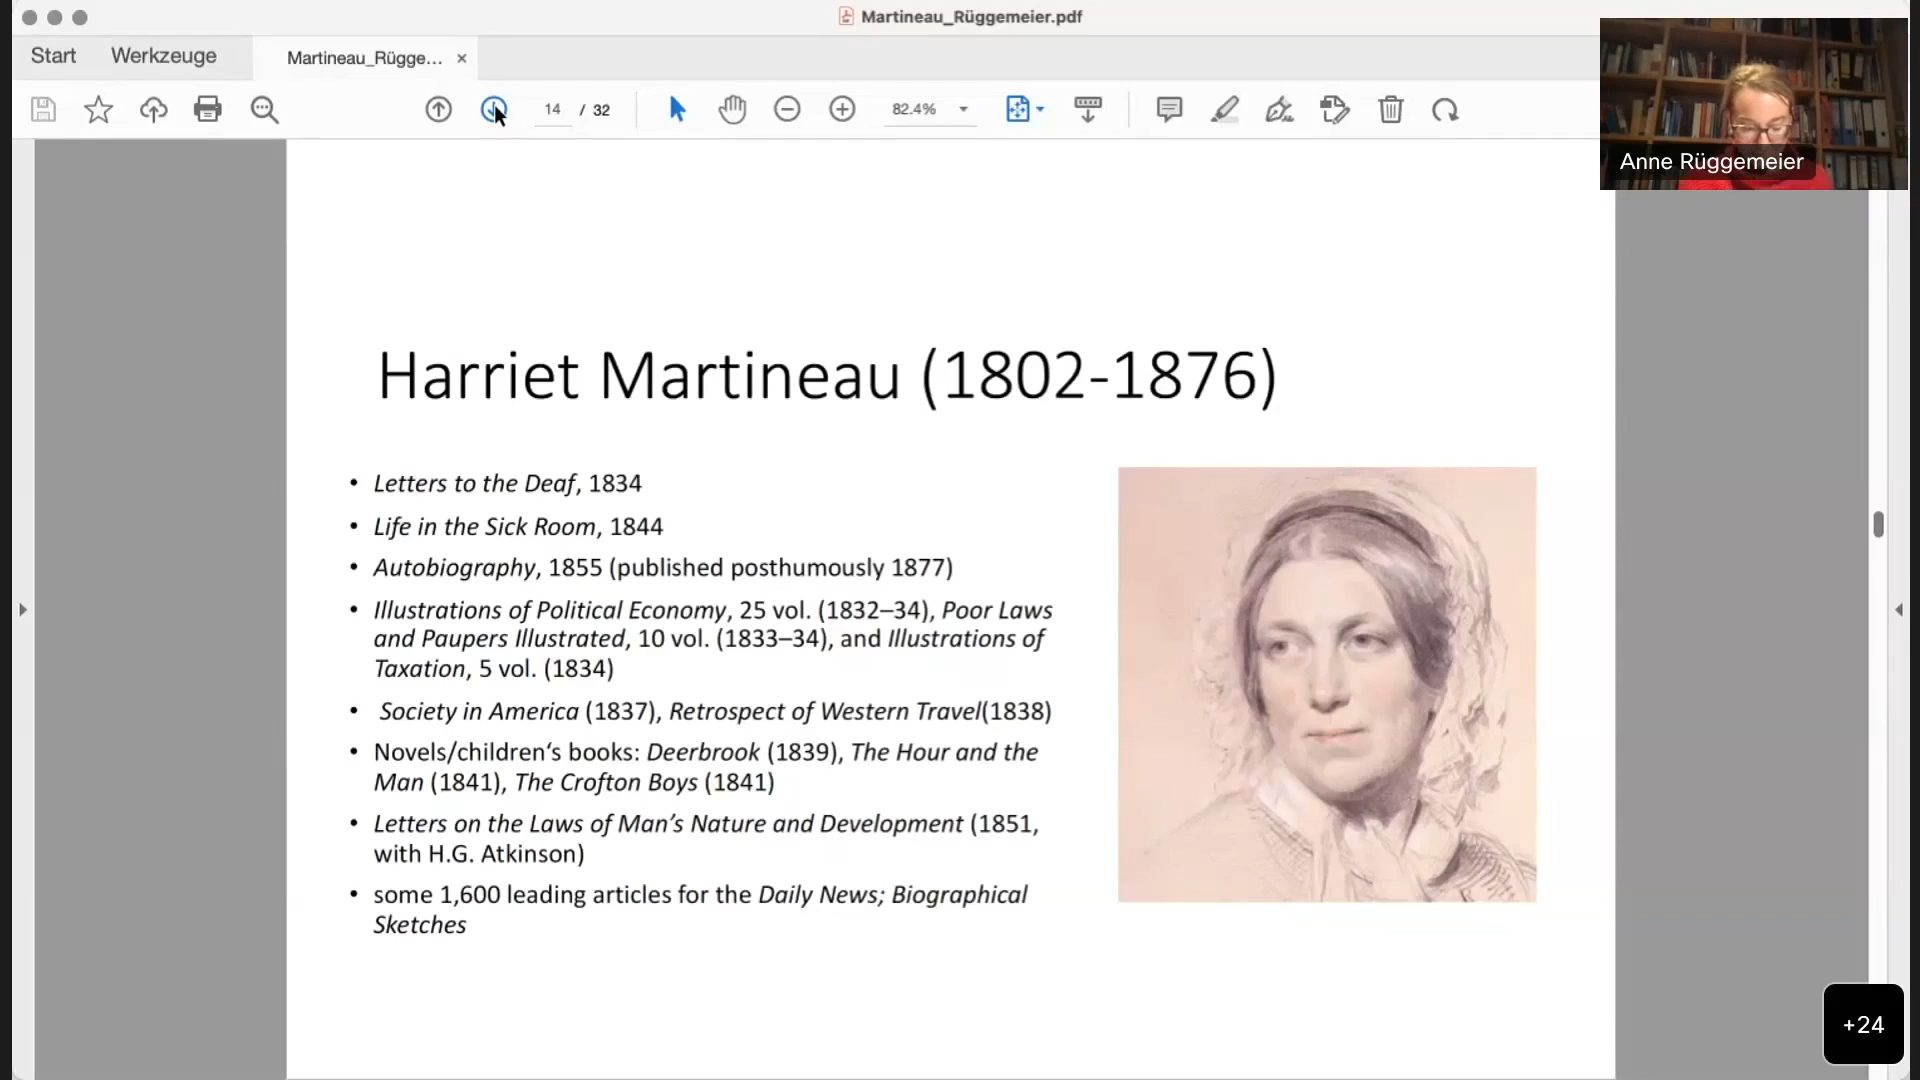 Martineau_Rüggemeier.pdf
Start Werkzeuge Martineau_Rügge... ×
14 / 32 82.4%
Anne Rüggemeier
Harriet Martineau (1802-1876)
• Letters to the Deaf, 1834
• Life in the Sick Room, 1844
• Autobiography, 1855 (published posthumously 1877)
• Illustrations of Political Economy, 25 vol. (1832–34), Poor Laws
and Paupers Illustrated, 10 vol. (1833–34), and Illustrations of
Taxation, 5 vol. (1834)
• Society in America (1837), Retrospect of Western Travel(1838)
• Novels/children‘s books: Deerbrook (1839), The Hour and the
Man (1841), The Crofton Boys (1841)
• Letters on the Laws of Man’s Nature and Development (1851,
with H.G. Atkinson)
• some 1,600 leading articles for the Daily News; Biographical
Sketches
+24